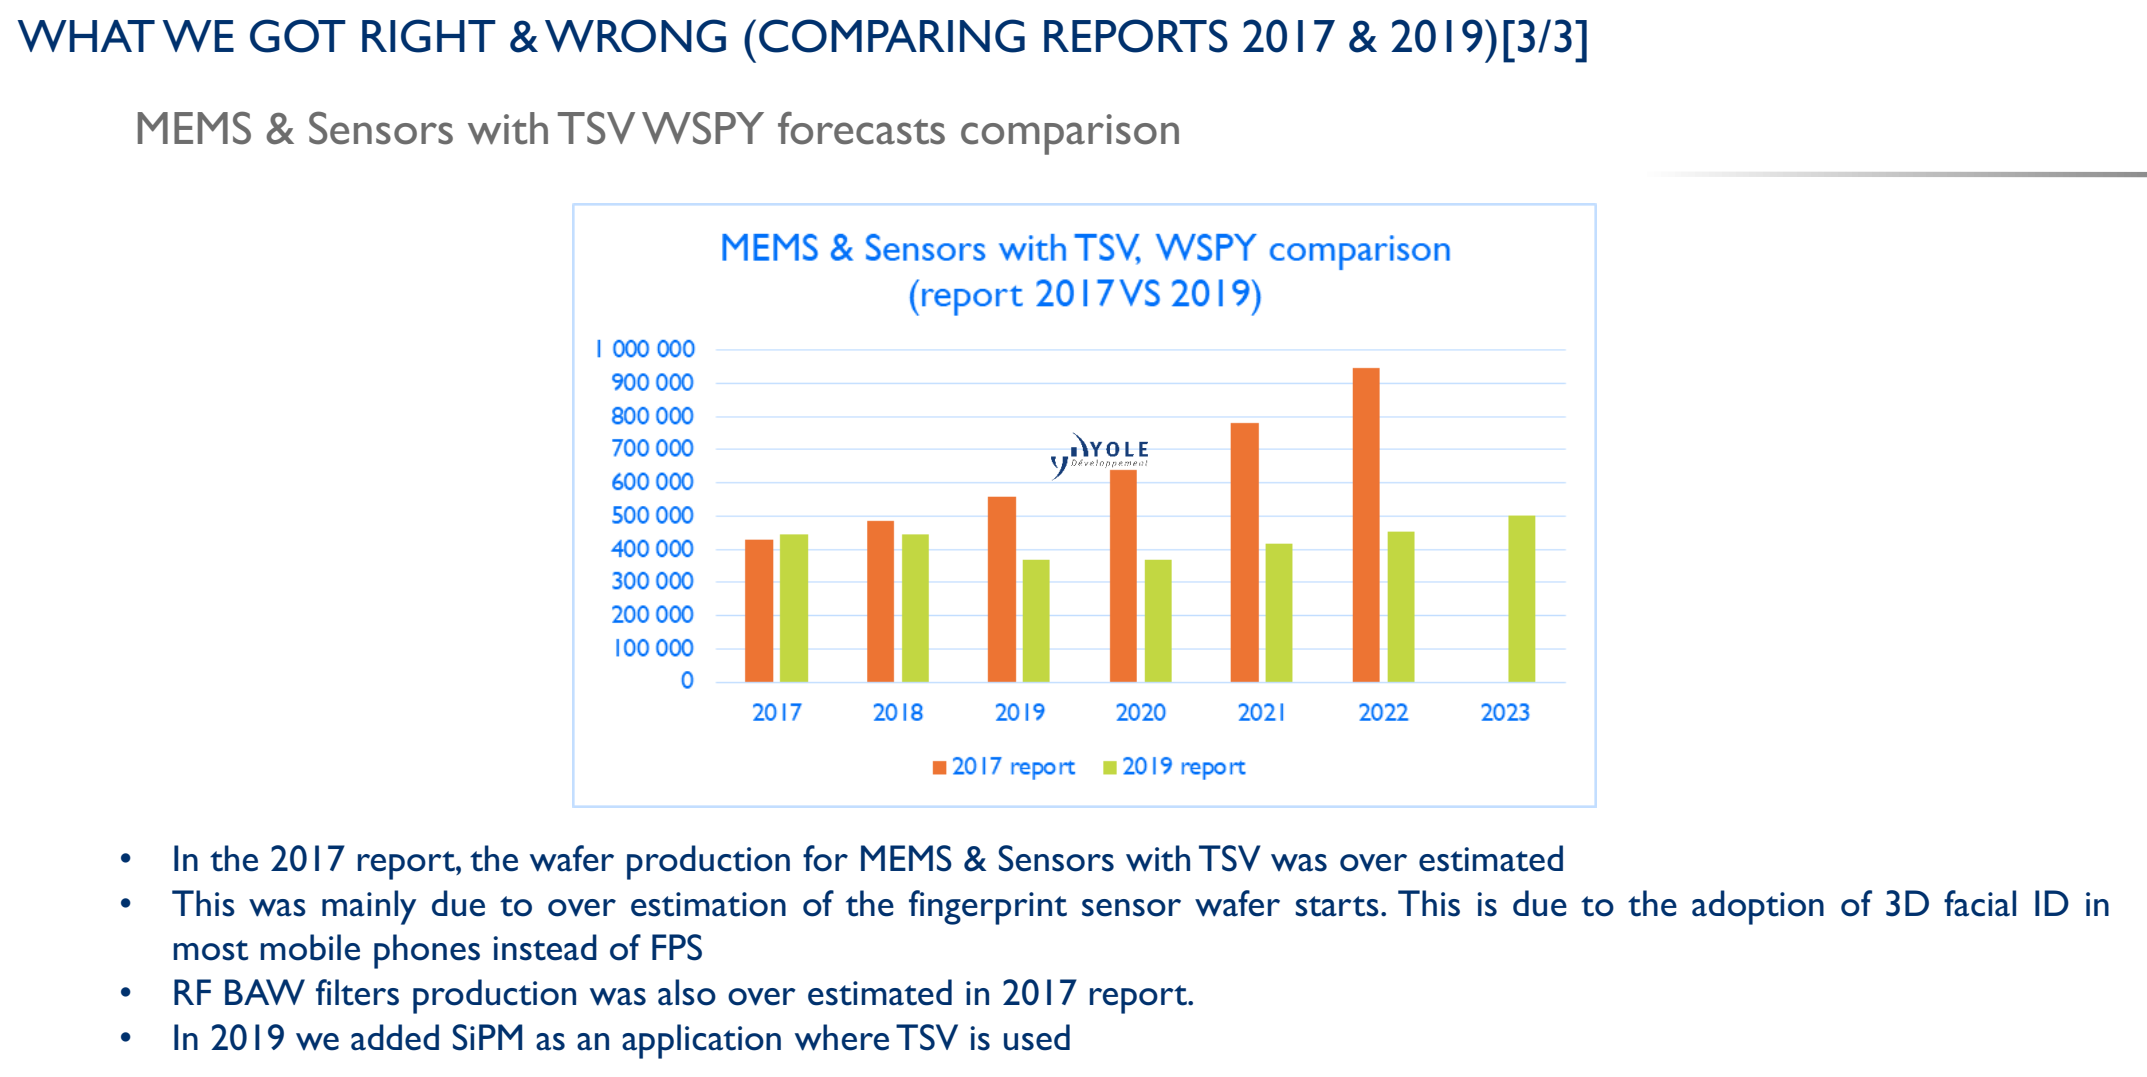 WHAT WE GOT RIGHT & WRONG (COMPARING REPORTS 2017 & 2019)[3/3]
MEMS & Sensors with TSV WSPY forecasts comparison
MEMS & Sensors with TSV, WSPY comparison
(report 2017 VS 2019)
1 000 000
900 000
800 000
700 000
600 000
500 000
400 000
300 000
200 000
100 000
0
YOLE
Développement
2017 2018 2019 2020 2021 2022 2023
2017 report 2019 report
• In the 2017 report, the wafer production for MEMS & Sensors with TSV was over estimated
• This was mainly due to over estimation of the fingerprint sensor wafer starts. This is due to the adoption of 3D facial ID in
most mobile phones instead of FPS
• RF BAW filters production was also over estimated in 2017 report.
• In 2019 we added SiPM as an application where TSV is used